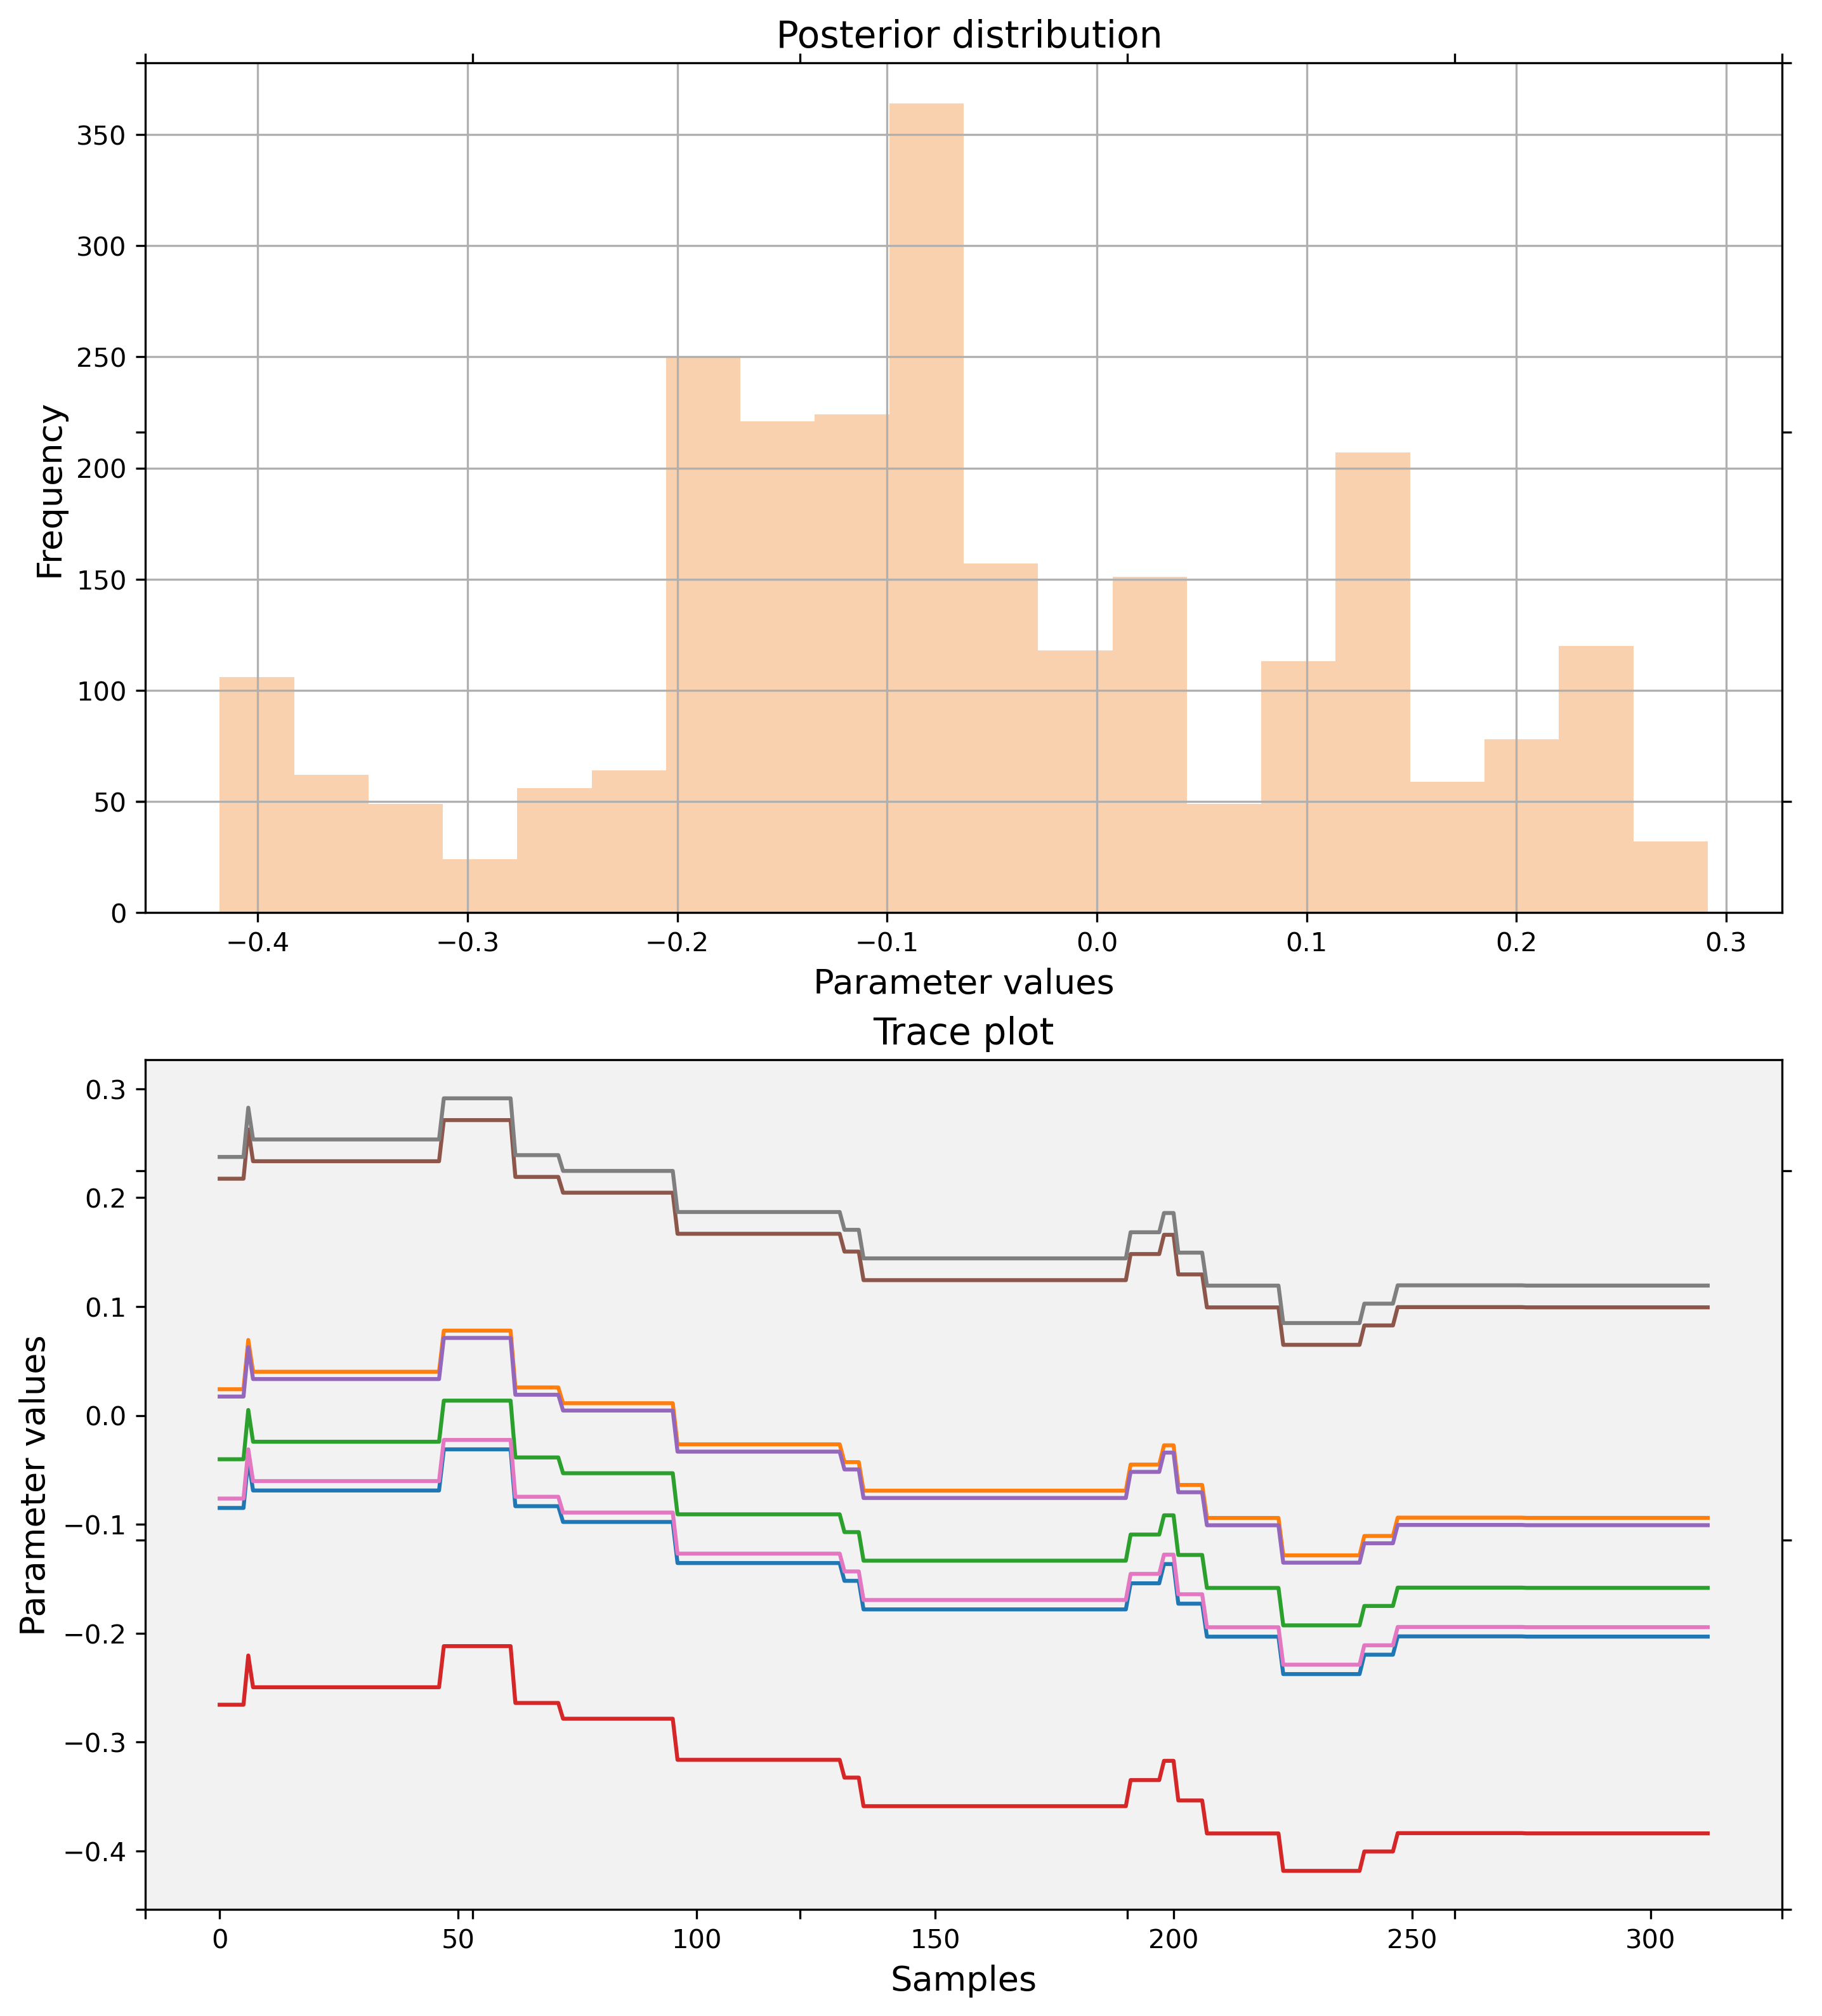 Posterior distribution
350
300
250
200
150
100
50
0
Frequency
−0.4 −0.3 −0.2 −0.1 0.0 0.1 0.2 0.3
Parameter values
Trace plot
0.3
0.2
0.1
0.0
−0.1
−0.2
−0.3
−0.4
Parameter values
0 50 100 150 200 250 300
Samples